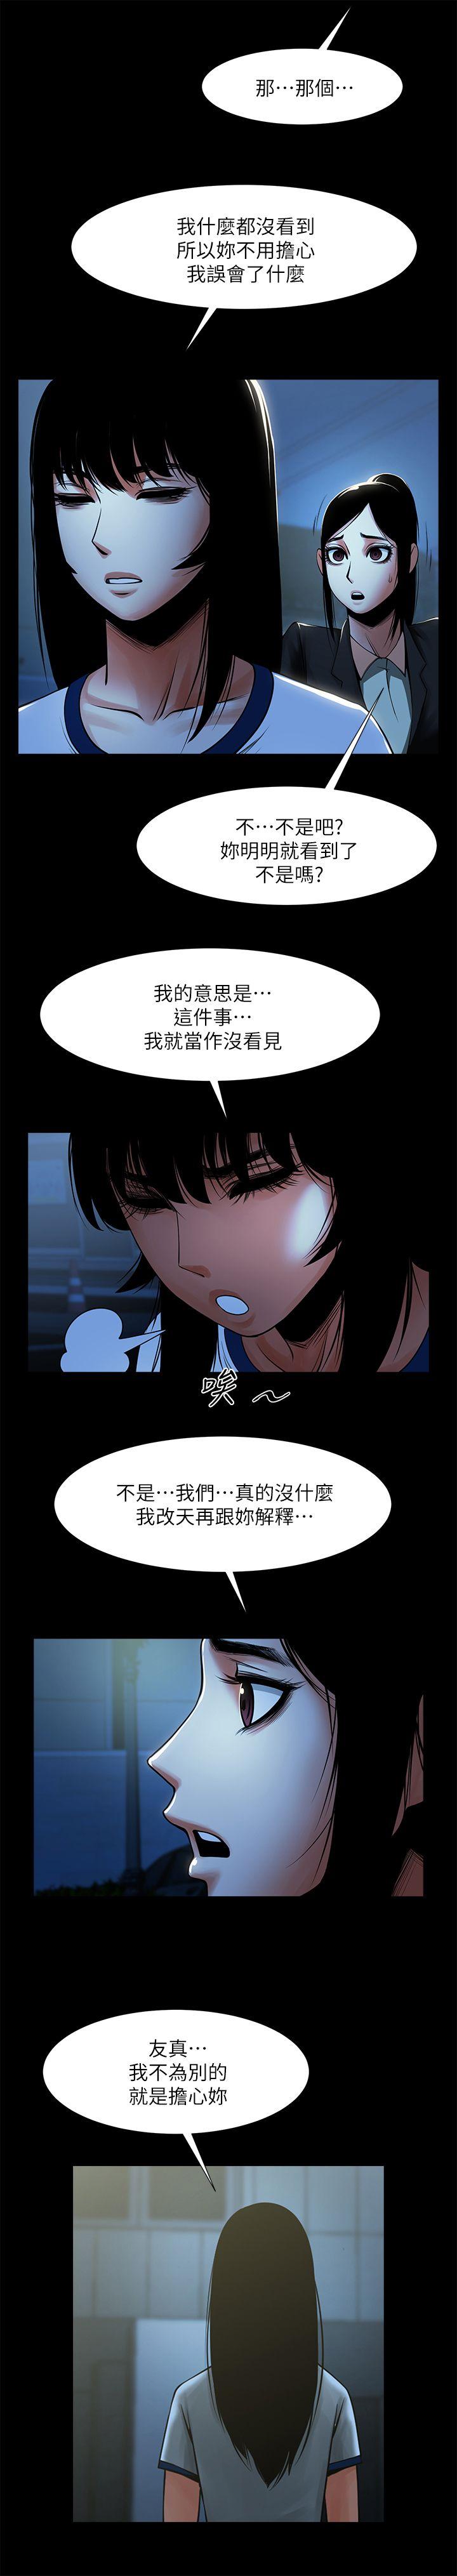 那⋯那個⋯
我什麼都沒看到
所以妳不用擔心
我誤會了什麼
不⋯不是吧?
妳明明就看到了
不是嗎?
我的意思是⋯
這件事⋯
我就當作沒看見
唉～
不是⋯我們⋯真的沒什麼
我改天再跟妳解釋⋯
友真⋯
我不為別的
就是擔心妳